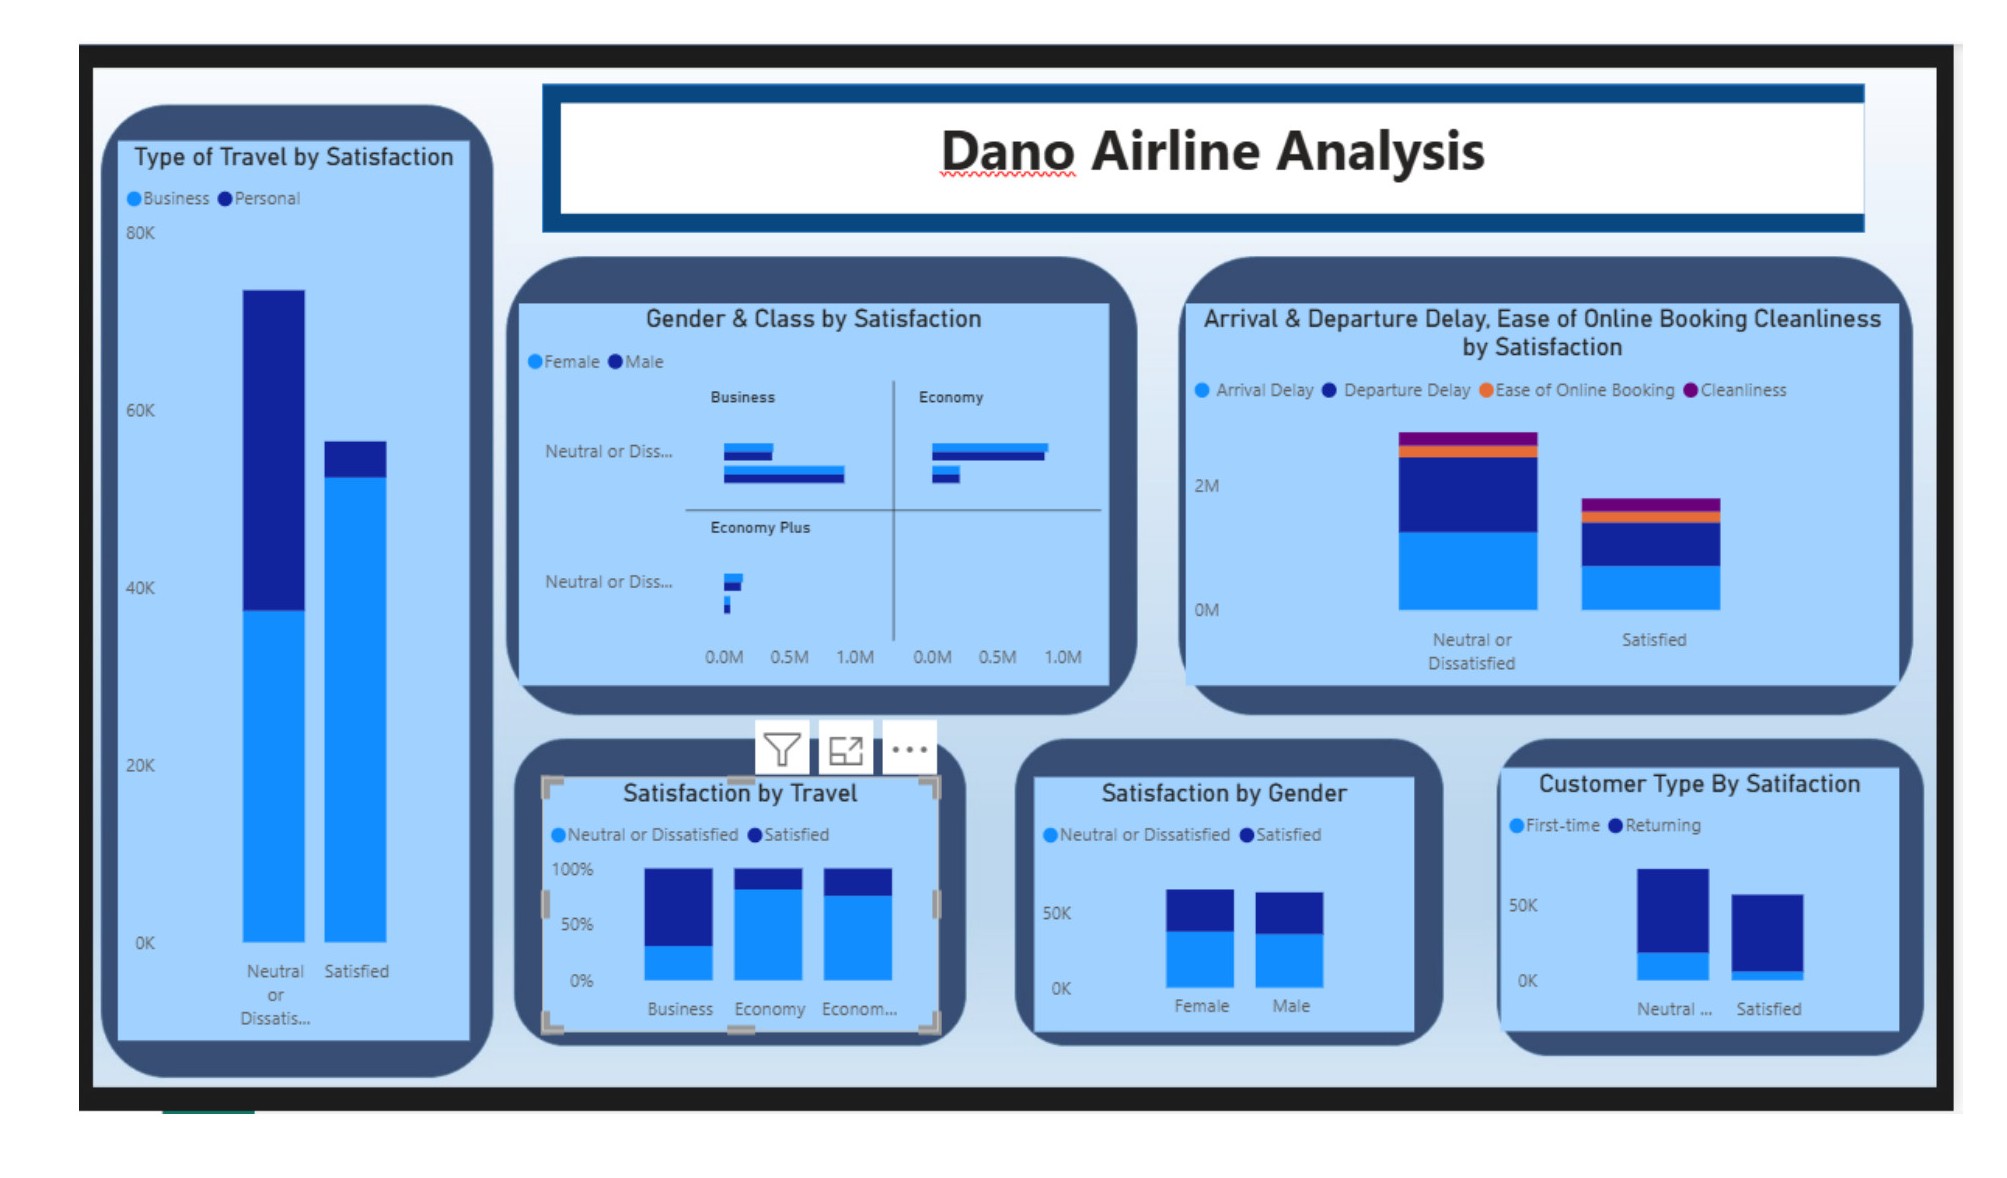 Dano Airline Analysis
Type of Travel by Satisfaction
Business Personal
80K
60K
40K
20K
0K
Neutral
or
Dissatis...
Satisfied
Gender & Class by Satisfaction
Female Male
Business
Economy
Neutral or Diss...
Economy Plus
Neutral or Diss...
0.0M 0.5M 1.0M 0.0M 0.5M 1.0M
Arrival & Departure Delay, Ease of Online Booking Cleanliness
by Satisfaction
Arrival Delay Departure Delay Ease of Online Booking Cleanliness
2M
0M
Neutral or
Dissatisfied
Satisfied
Satisfaction by Travel
Neutral or Dissatisfied Satisfied
100%
50%
0%
Business Economy Econom...
Satisfaction by Gender
Neutral or Dissatisfied Satisfied
50K
0K
Female Male
Customer Type By Satifaction
First-time Returning
50K
0K
Neutral ... Satisfied